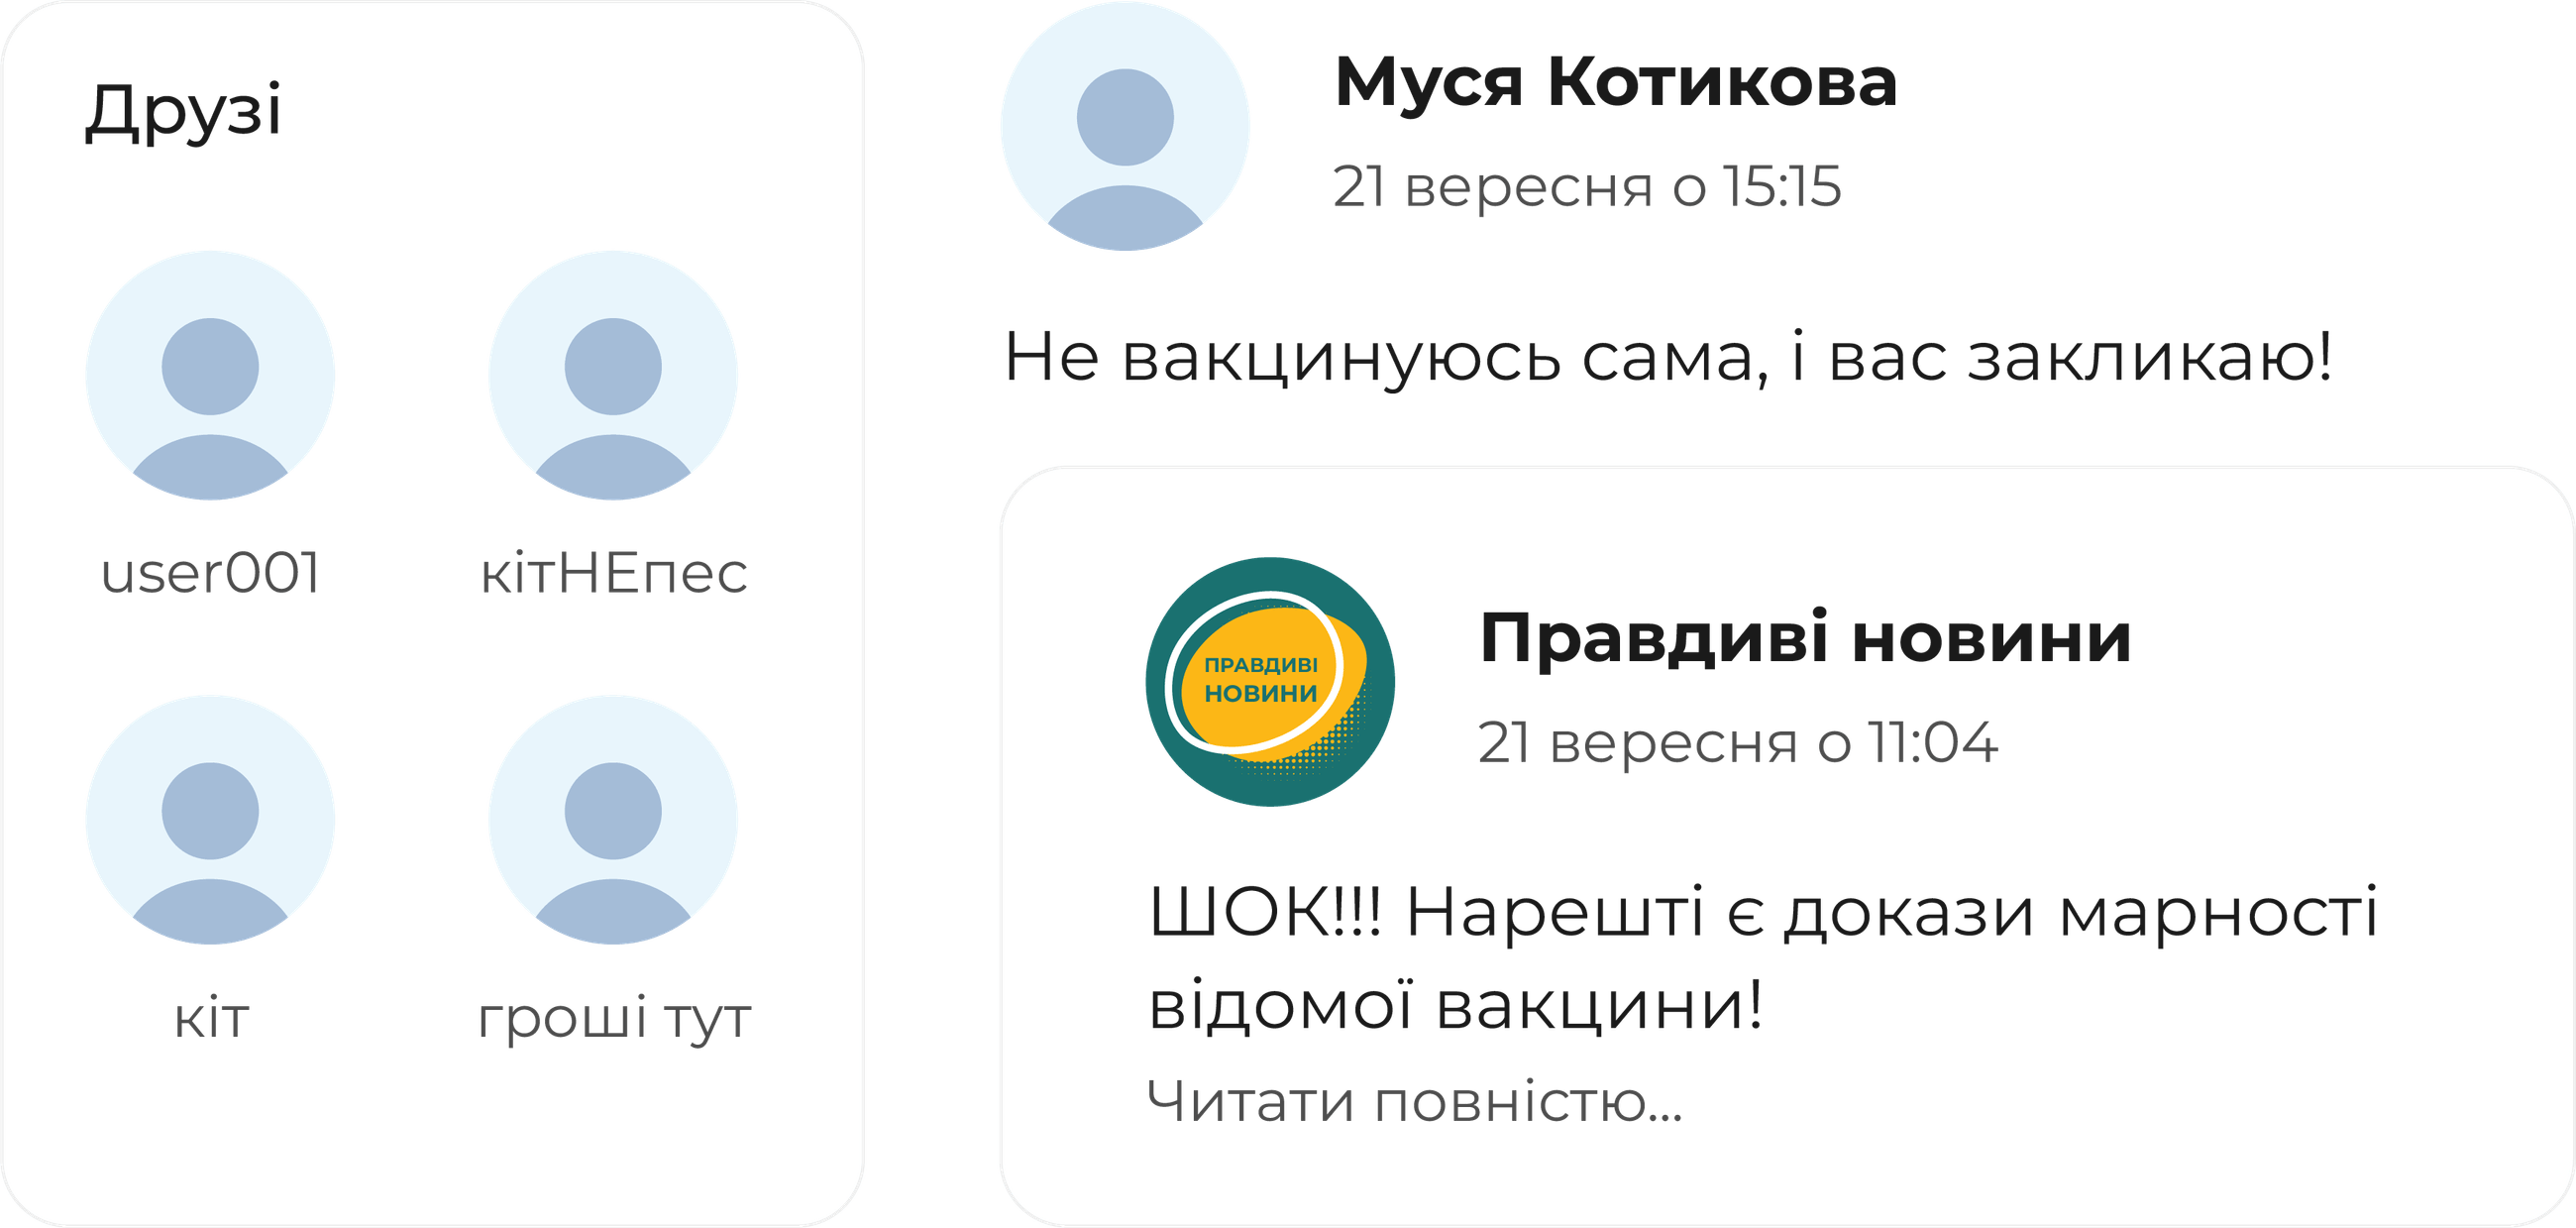 Друзі
user001
кітНЕпес
кіт
гроші тут
Муся Котикова
21 вересня о 15:15
Не вакцинуюсь сама, і вас закликаю!
ПРАВДИВІ
НОВИНИ
Правдиві новини
21 вересня о 11:04
ШОК!!! Нарешті є докази марності
відомої вакцини!
Читати повністю...